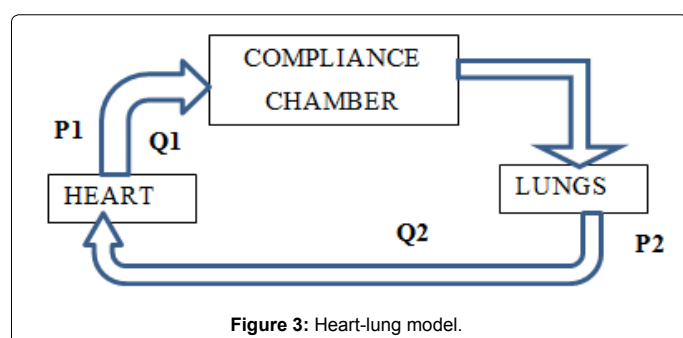 COMPLIANCE
CHAMBER
P1
Q1
HEART
LUNGS
Q2
P2
Figure 3: Heart-lung model.